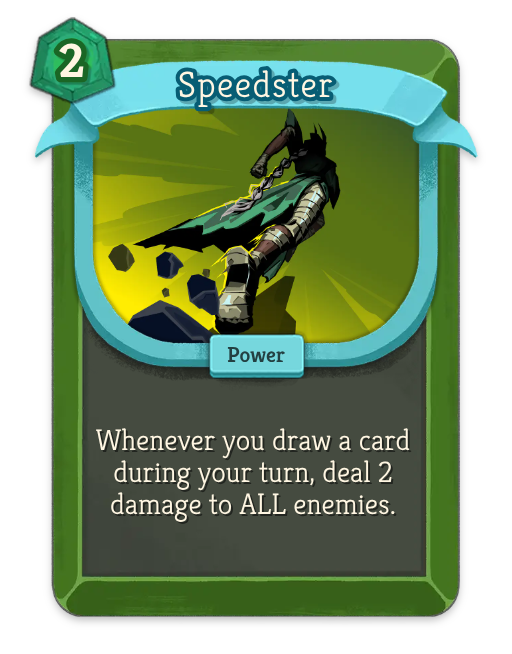 2
Speedster
Power
Whenever you draw a card
during your turn, deal 2
damage to ALL enemies.